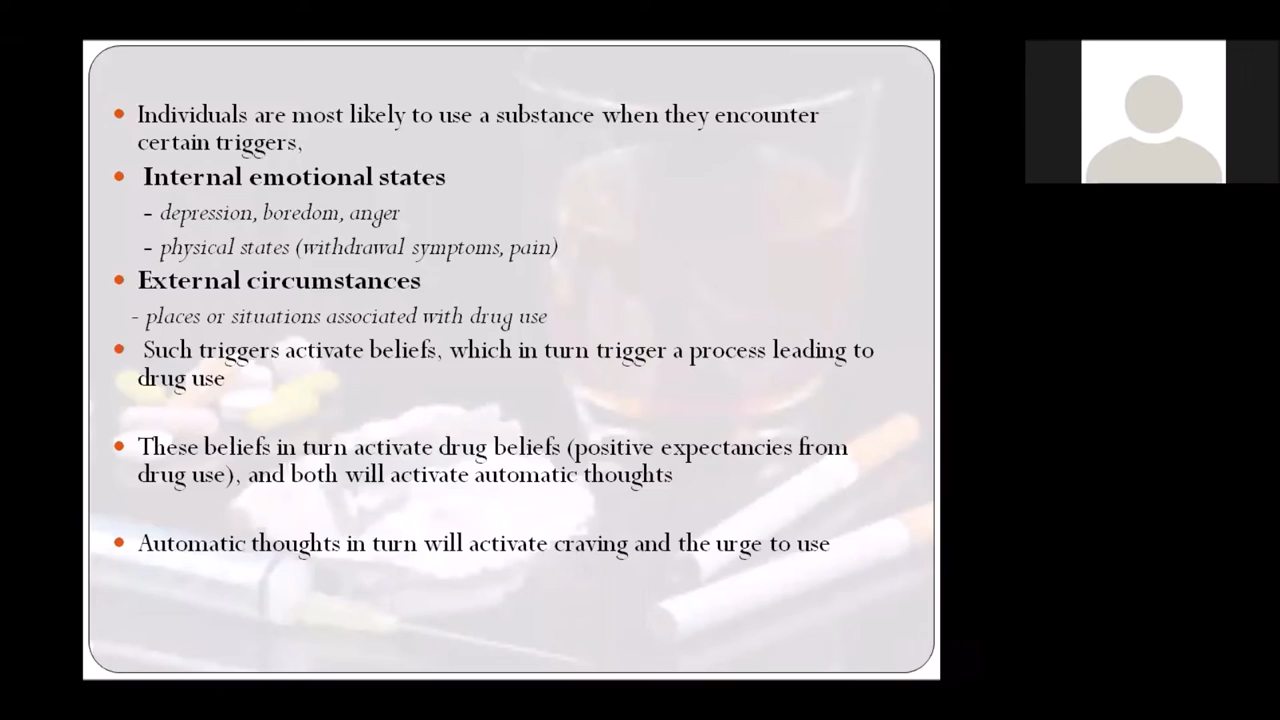 • Individuals are most likely to use a substance when they encounter
certain triggers,
• Internal emotional states
- depression, boredom, anger
- physical states (withdrawal symptoms, pain)
• External circumstances
- places or situations associated with drug use
• Such triggers activate beliefs, which in turn trigger a process leading to
drug use
• These beliefs in turn activate drug beliefs (positive expectancies from
drug use), and both will activate automatic thoughts
• Automatic thoughts in turn will activate craving and the urge to use